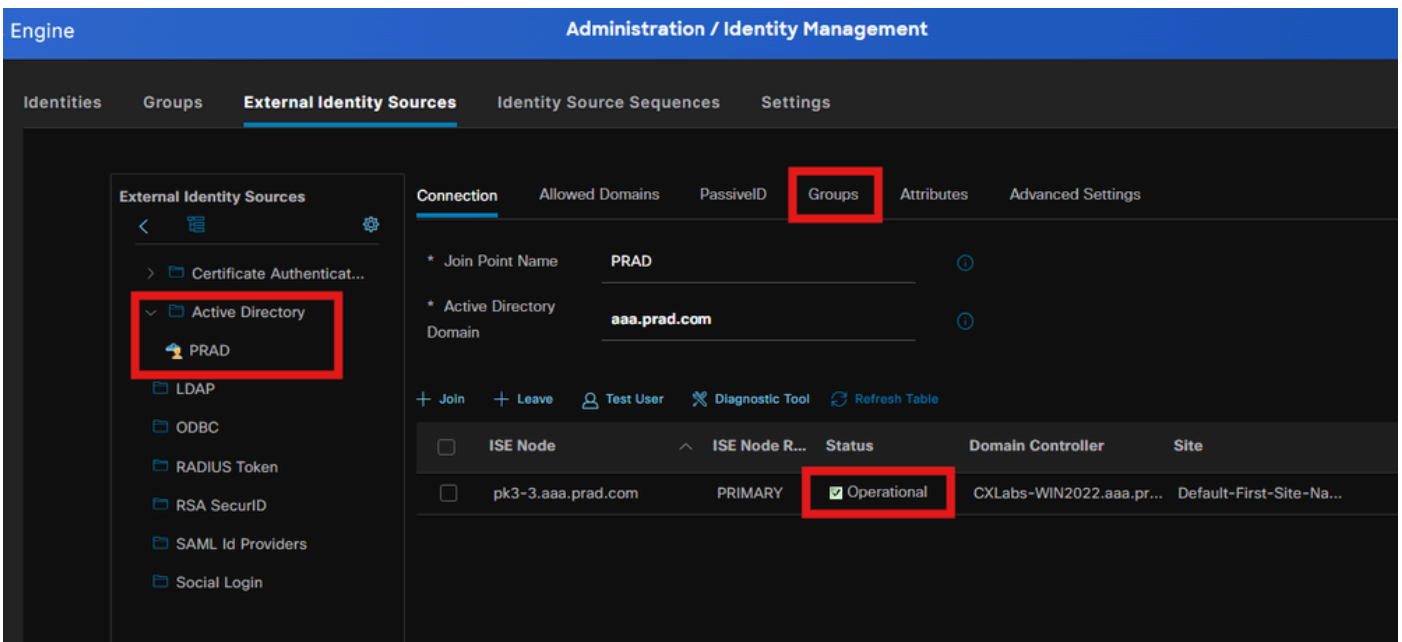 Engine
Administration / Identity Management
Identities Groups External Identity Sources Identity Source Sequences Settings
External Identity Sources
Certificate Authenticat...
Active Directory
PRAD
LDAP
ODBC
RADIUS Token
RSA SecurID
SAML Id Providers
Social Login
Connection Allowed Domains PassiveID Groups Attributes Advanced Settings
* Join Point Name PRAD
* Active Directory
Domain
aaa.prad.com
+ Join + Leave Test User Diagnostic Tool Refresh Table
ISE Node ISE Node R... Status Domain Controller Site
pk3-3.aaa.prad.com PRIMARY Operational CXLabs-WIN2022.aaa.pr... Default-First-Site-Na...